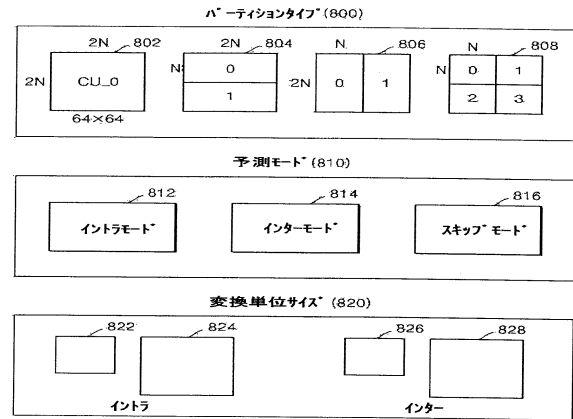 パーティションタイプ(800)
2N 802 2N 804 N 806 N 808
2N CU_0 N 0 2N 0 1 N 0 1
1 2 3
64×64
予測モード(810)
812 814 816
イントラモード インターモード スキップモード
変換単位サイズ(820)
822 824 826 828
イントラ インター